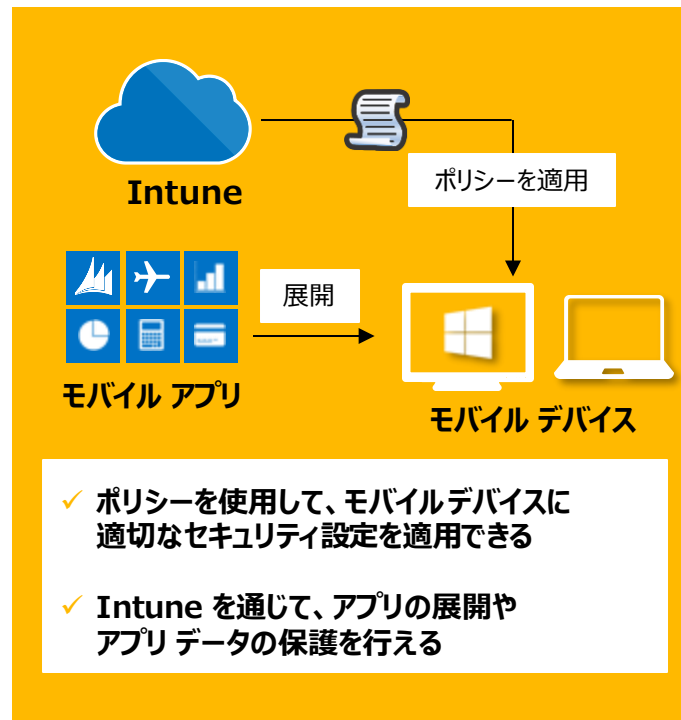 Intune
ポリシーを適用
展開
モバイル アプリ
モバイル デバイス
ポリシーを使用して、モバイルデバイスに
適切なセキュリティ設定を適用できる
Intune を通じて、アプリの展開や
アプリ データの保護を行える